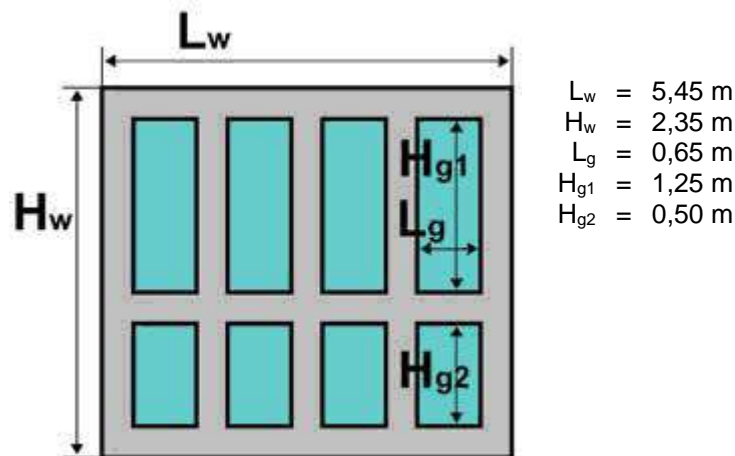 Lw
Hw
Hg1
Lg
Hg2
Lw = 5,45 m
Hw = 2,35 m
Lg = 0,65 m
Hg1 = 1,25 m
Hg2 = 0,50 m